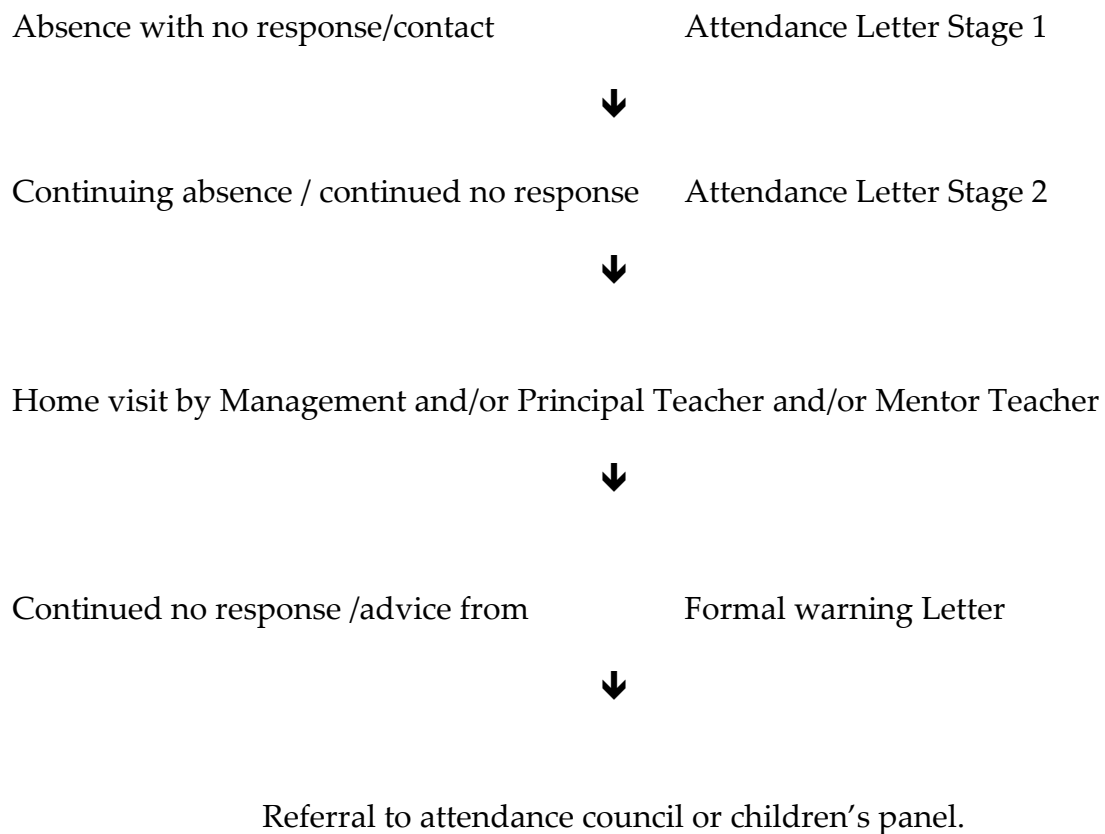 Absence with no response/contact Attendance Letter Stage 1
Continuing absence / continued no response Attendance Letter Stage 2
Home visit by Management and/or Principal Teacher and/or Mentor Teacher
Continued no response /advice from Formal warning Letter
Referral to attendance council or children’s panel.